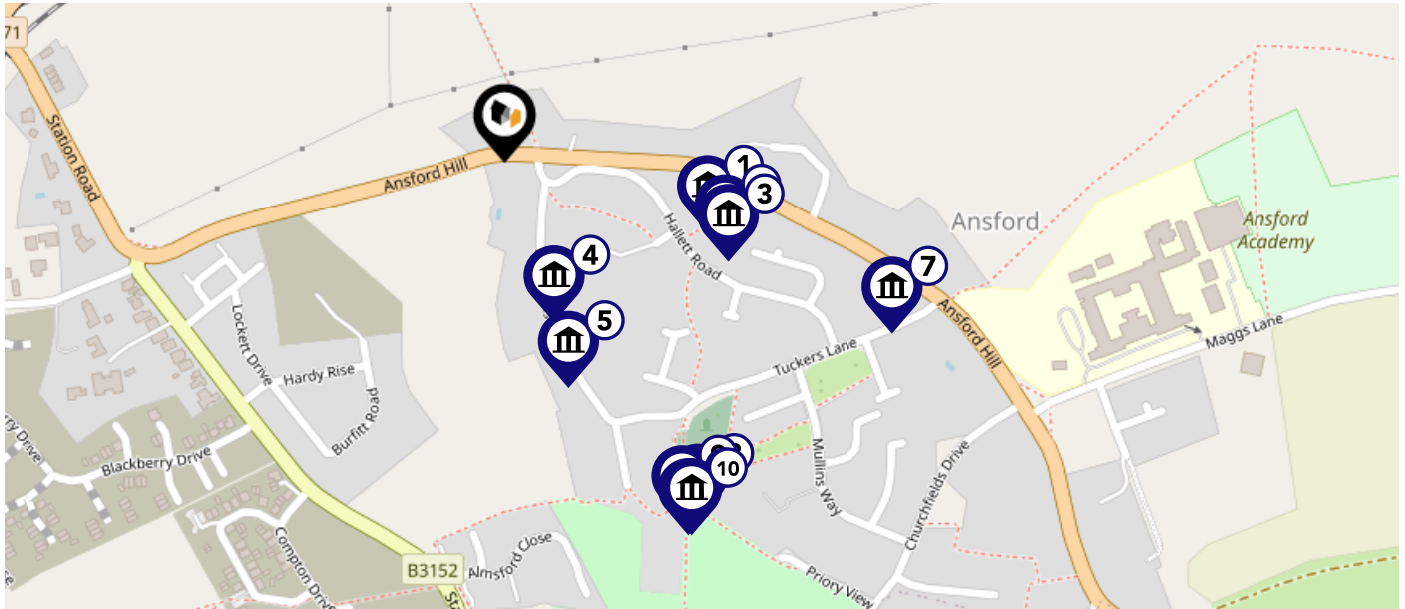 71
Station Road
Ansford Hill
1
3
Ansford
Ansford
Academy
Hallett Road
4
7
5
Ansford Hill
Maggs Lane
Lockert Drive
Hardy Rise
Tuckers Lane
Burfitt Road
Blackberry Drive
10
Mullins Way
Churchfields Drive
Compton Drive
Almsford Close
B3152
Priory View